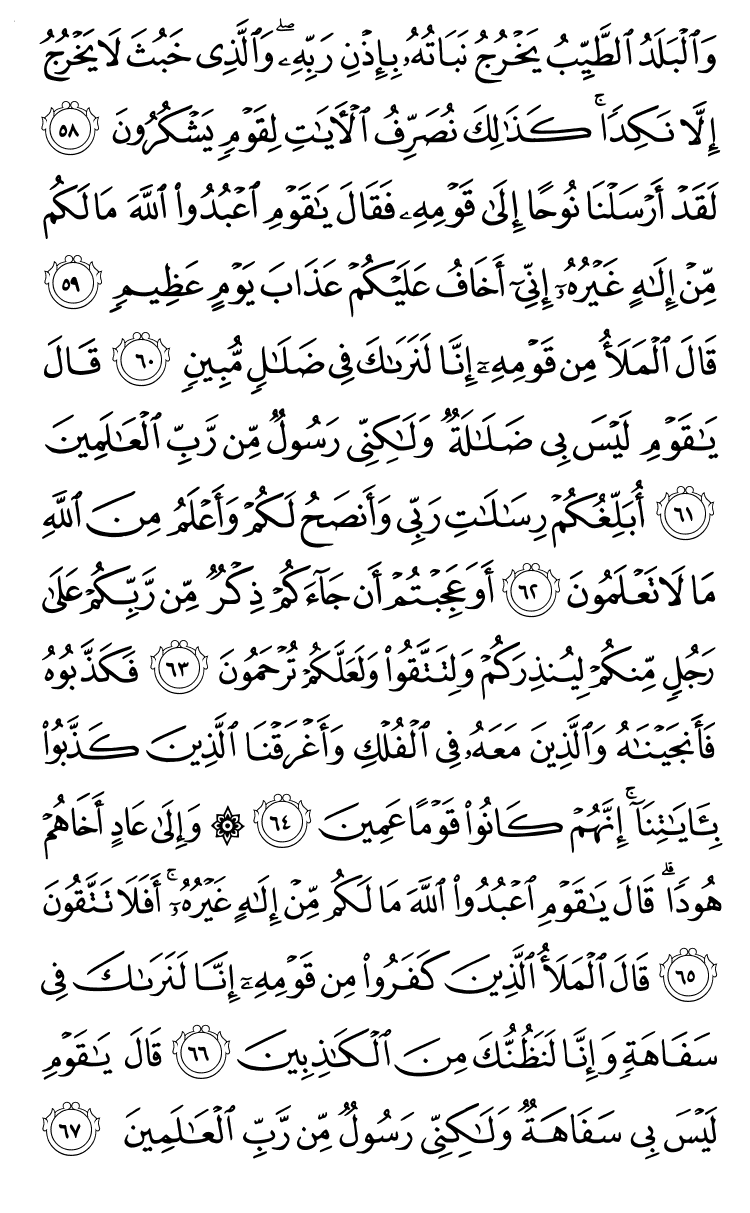 وَٱلۡبَلَدُ ٱلطَّيِّبُ يَخۡرُجُ نَبَاتُهُۥ بِإِذۡنِ رَبِّهِۦۖ وَٱلَّذِي خَبُثَ لَا يَخۡرُجُ
إِلَّا نَكِدٗاۚ كَذَٰلِكَ نُصَرِّفُ ٱلۡأٓيَٰتِ لِقَوۡمٖ يَشۡكُرُونَ ٥٨
لَقَدۡ أَرۡسَلۡنَا نُوحًا إِلَىٰ قَوۡمِهِۦ فَقَالَ يَٰقَوۡمِ ٱعۡبُدُواْ ٱللَّهَ مَا لَكُم
مِّنۡ إِلَٰهٍ غَيۡرُهُۥٓ إِنِّيٓ أَخَافُ عَلَيۡكُمۡ عَذَابَ يَوۡمٍ عَظِيمٖ ٥٩
قَالَ ٱلۡمَلَأُ مِن قَوۡمِهِۦٓ إِنَّا لَنَرَىٰكَ فِي ضَلَٰلٖ مُّبِينٖ ٦٠ قَالَ
يَٰقَوۡمِ لَيۡسَ بِي ضَلَٰلَةٞ وَلَٰكِنِّي رَسُولٞ مِّن رَّبِّ ٱلۡعَٰلَمِينَ
٦١ أُبَلِّغُكُمۡ رِسَٰلَٰتِ رَبِّي وَأَنصَحُ لَكُمۡ وَأَعۡلَمُ مِنَ ٱللَّهِ
مَا لَا تَعۡلَمُونَ ٦٢ أَوَعَجِبۡتُمۡ أَن جَآءَكُمۡ ذِكۡرٞ مِّن رَّبِّكُمۡ عَلَىٰ
رَجُلٖ مِّنكُمۡ لِيُنذِرَكُمۡ وَلِتَتَّقُواْ وَلَعَلَّكُمۡ تُرۡحَمُونَ ٦٣ فَكَذَّبُوهُ
فَأَنجَيۡنَٰهُ وَٱلَّذِينَ مَعَهُۥ فِي ٱلۡفُلۡكِ وَأَغۡرَقۡنَا ٱلَّذِينَ كَذَّبُواْ
بِـَٔايَٰتِنَآۚ إِنَّهُمۡ كَانُواْ قَوۡمًا عَمِينَ ٦٤ ۞ وَإِلَىٰ عَادٍ أَخَاهُمۡ
هُودٗاۚ قَالَ يَٰقَوۡمِ ٱعۡبُدُواْ ٱللَّهَ مَا لَكُم مِّنۡ إِلَٰهٍ غَيۡرُهُۥٓۚ أَفَلَا تَتَّقُونَ
٦٥ قَالَ ٱلۡمَلَأُ ٱلَّذِينَ كَفَرُواْ مِن قَوۡمِهِۦٓ إِنَّا لَنَرَىٰكَ فِي
سَفَاهَةٖ وَإِنَّا لَنَظُنُّكَ مِنَ ٱلۡكَٰذِبِينَ ٦٦ قَالَ يَٰقَوۡمِ
لَيۡسَ بِي سَفَاهَةٞ وَلَٰكِنِّي رَسُولٞ مِّن رَّبِّ ٱلۡعَٰلَمِينَ ٦٧